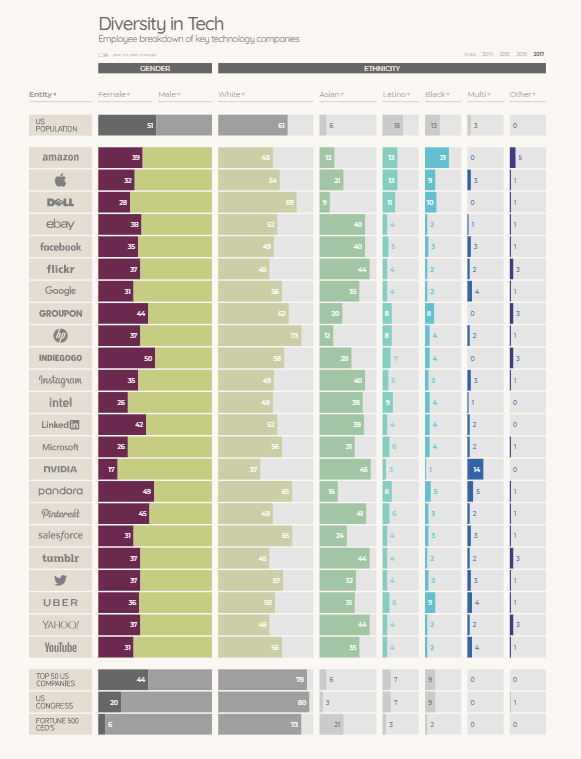 Diversity in Tech
Employee breakdown of key technology companies
year on year change
2014 2015 2016 2017
GENDER ETHNICITY
Entity Female Male White Asian Latino Black Multi Other
US POPULATION 51 61 6 18 13 3 0
amazon 39 48 13 13 21 0 5
32 54 21 13 9 3 1
DELL 28 69 9 11 10 0 1
ebay 38 52 40 4 2 1 1
facebook 35 49 40 5 3 3 1
flickr 37 45 44 4 2 2 3
Google 31 56 35 4 2 4 1
GROUPON 44 62 20 8 8 0 3
hp 37 73 12 8 4 2 1
INDIEGOGO 50 58 28 7 4 0 3
Instagram 35 49 40 5 3 3 1
intel 26 48 38 9 4 1 0
Linked in 42 52 39 4 4 2 0
Microsoft 26 56 31 6 4 2 1
NVIDIA 17 37 45 3 1 14 0
pandora 49 65 16 8 5 5 1
Pinterest 45 48 41 6 3 2 1
salesforce 31 65 24 4 3 3 1
tumblr 37 45 44 4 2 2 3
37 57 32 4 3 3 1
UBER 36 50 31 6 9 4 1
YAHOO! 37 45 44 4 2 2 3
YouTube 31 56 35 4 2 4 1
TOP 50 US COMPANIES 44 78 6 7 9 0 0
US CONGRESS 20 80 3 7 9 0 1
FORTUNE 500 CEO'S 6 73 21 3 2 0 0